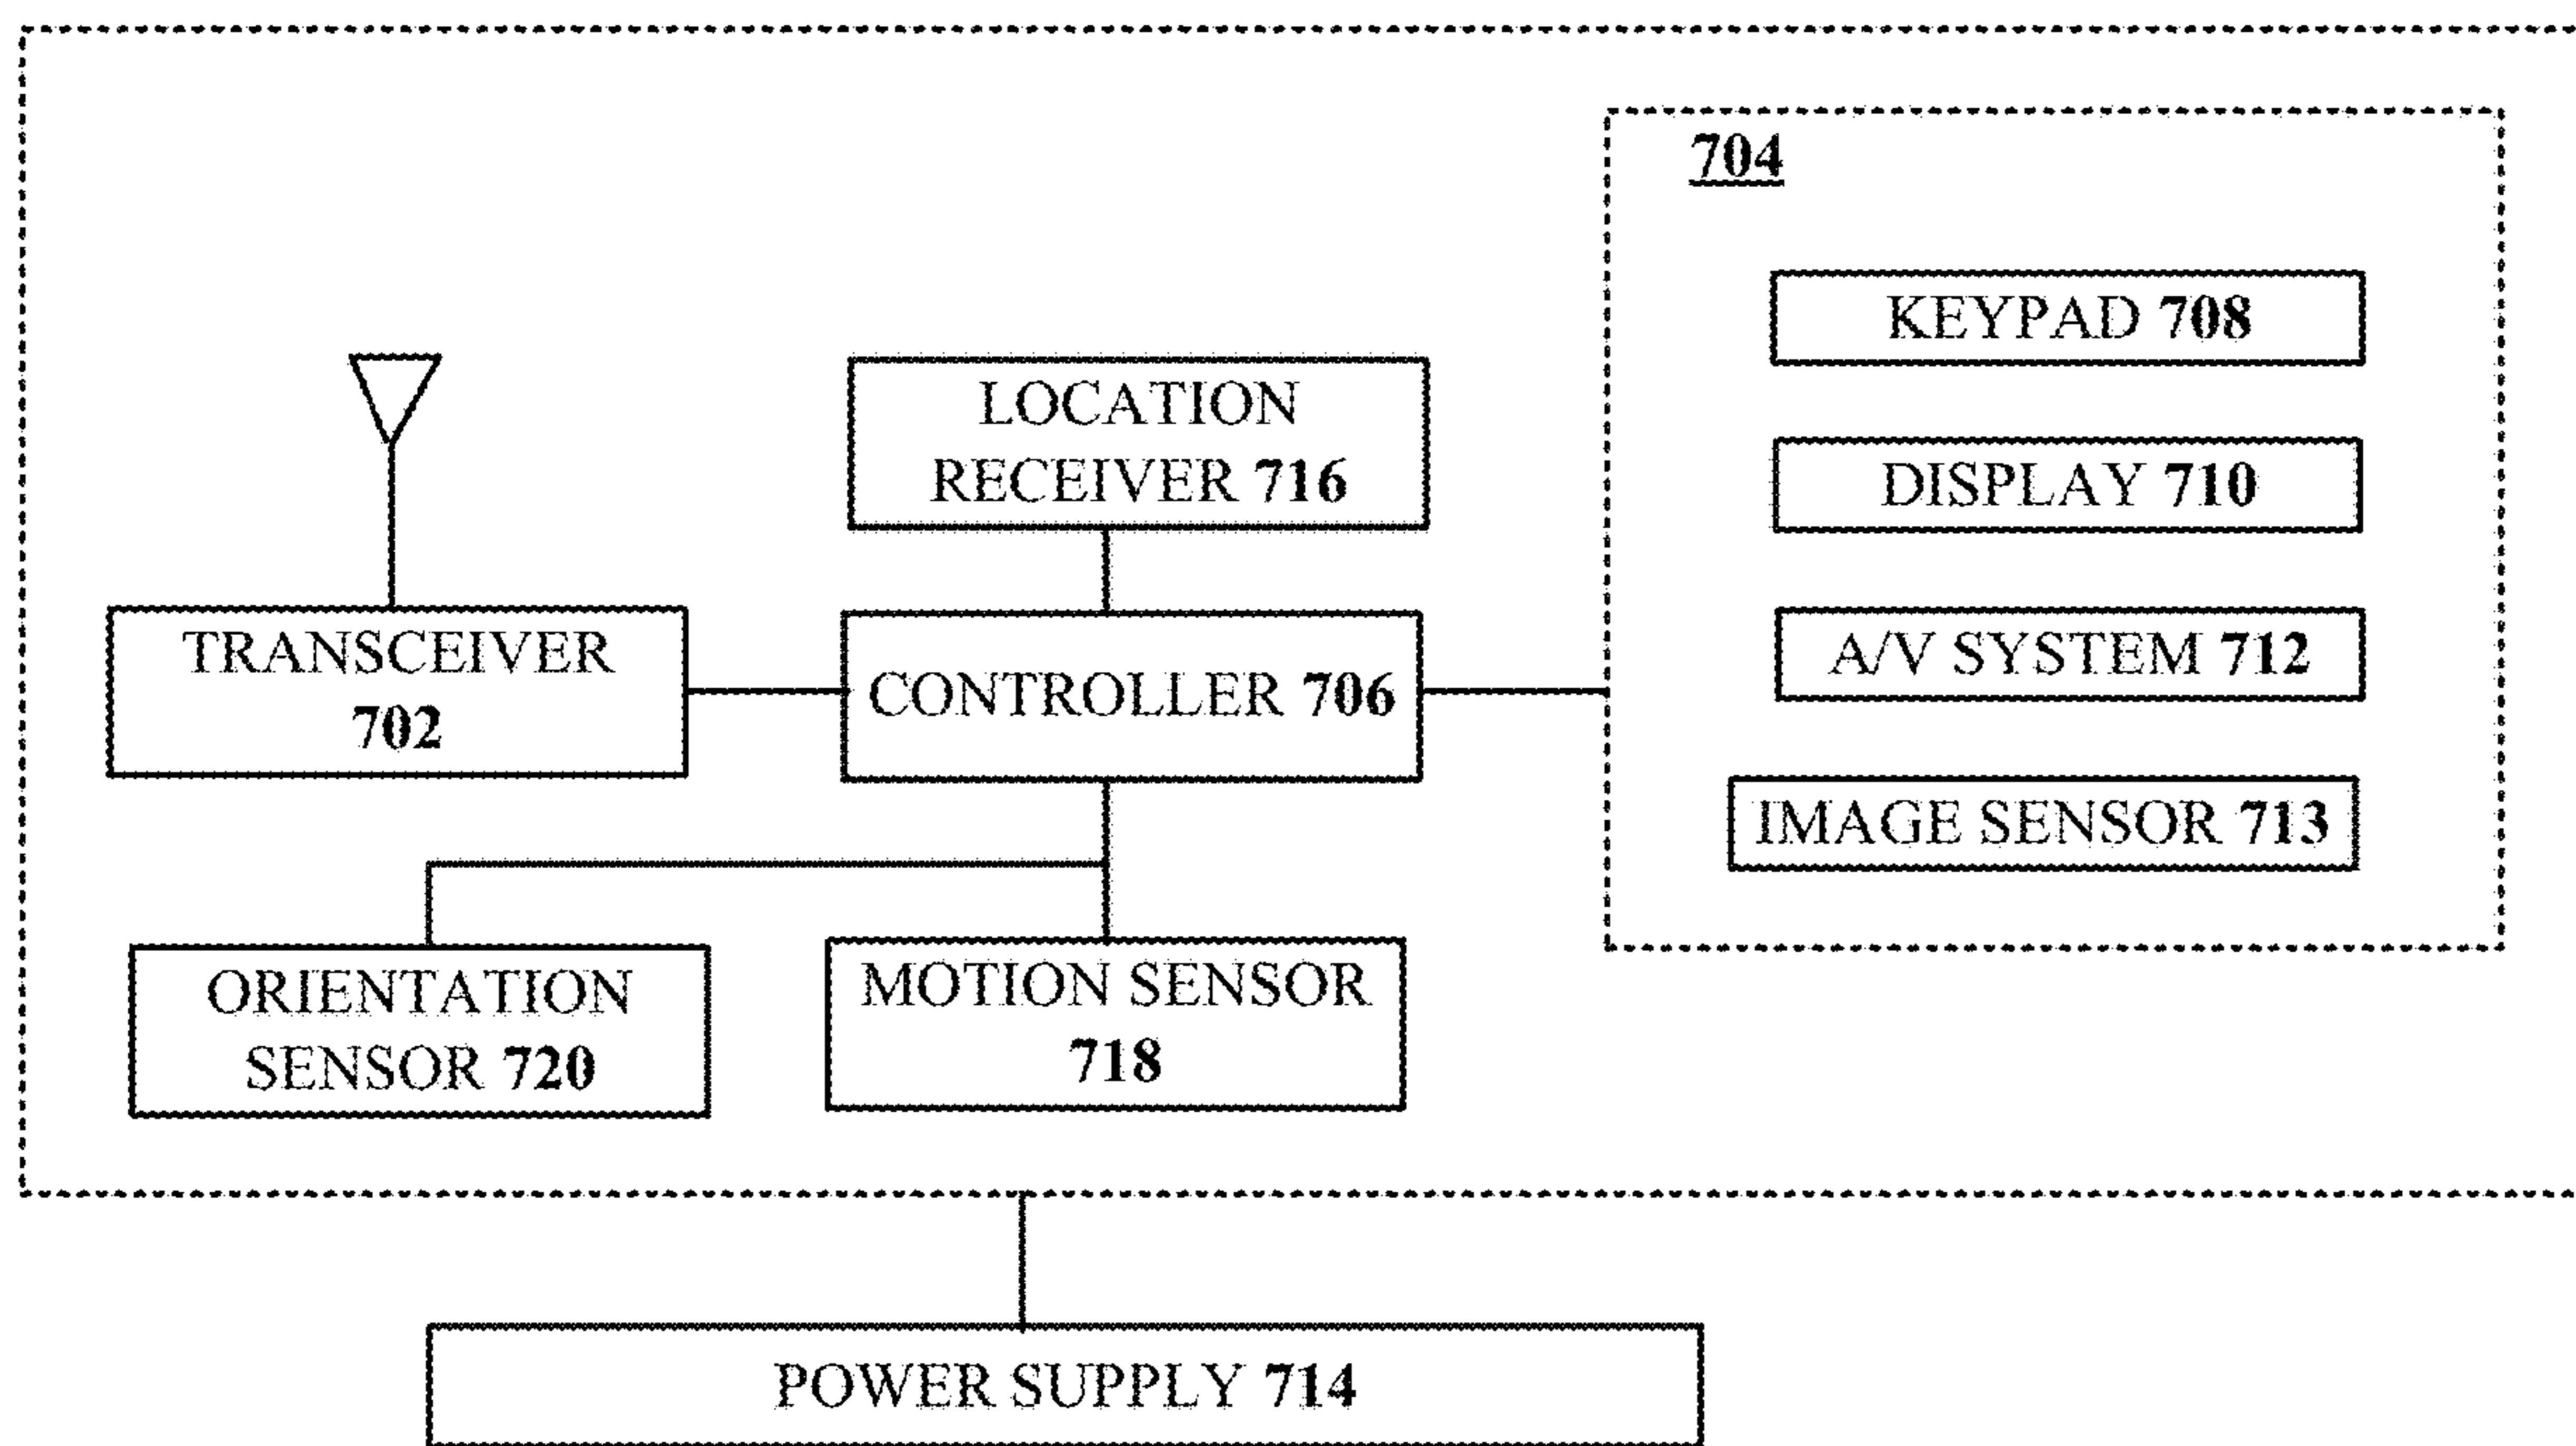 704
KEYPAD 708
LOCATION
RECEIVER 716
DISPLAY 710
TRANSCEIVER
702
CONTROLLER 706
A/V SYSTEM 712
IMAGE SENSOR 713
ORIENTATION
SENSOR 720
MOTION SENSOR
718
POWER SUPPLY 714